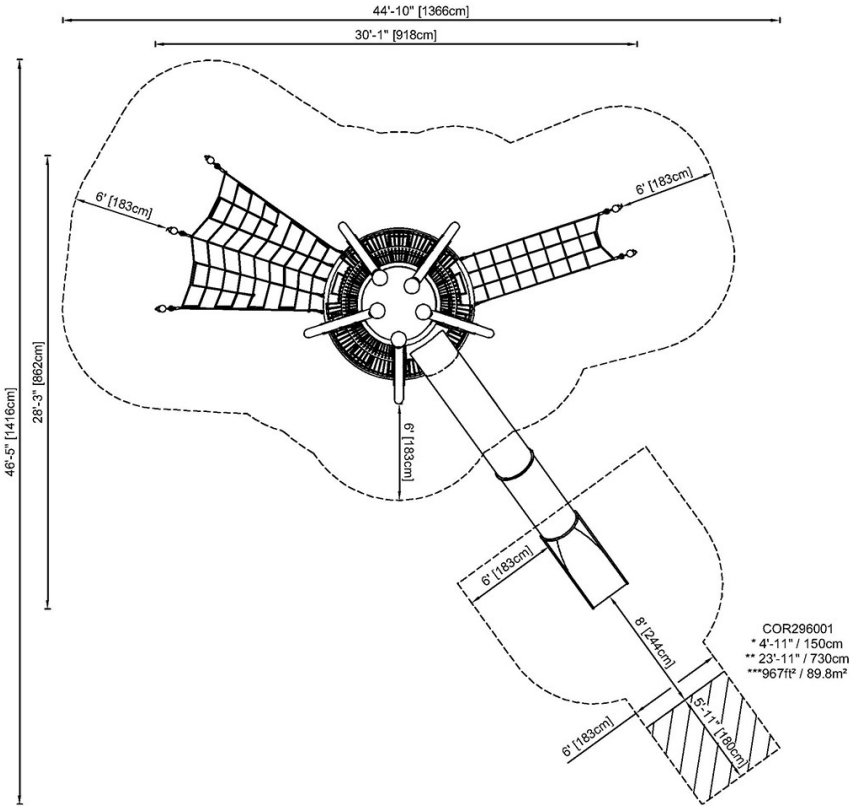 44'-10" [1366cm]
30'-1" [918cm]
6' [183cm]
6' [183cm]
28'-3" [862cm]
46'-5" [1416cm]
6' [183cm]
6' [183cm]
8' [244cm]
COR296001
* 4'-11" / 150cm
** 23'-11" / 730cm
***967ft² / 89.8m²
5'-11" [180cm]
6' [183cm]